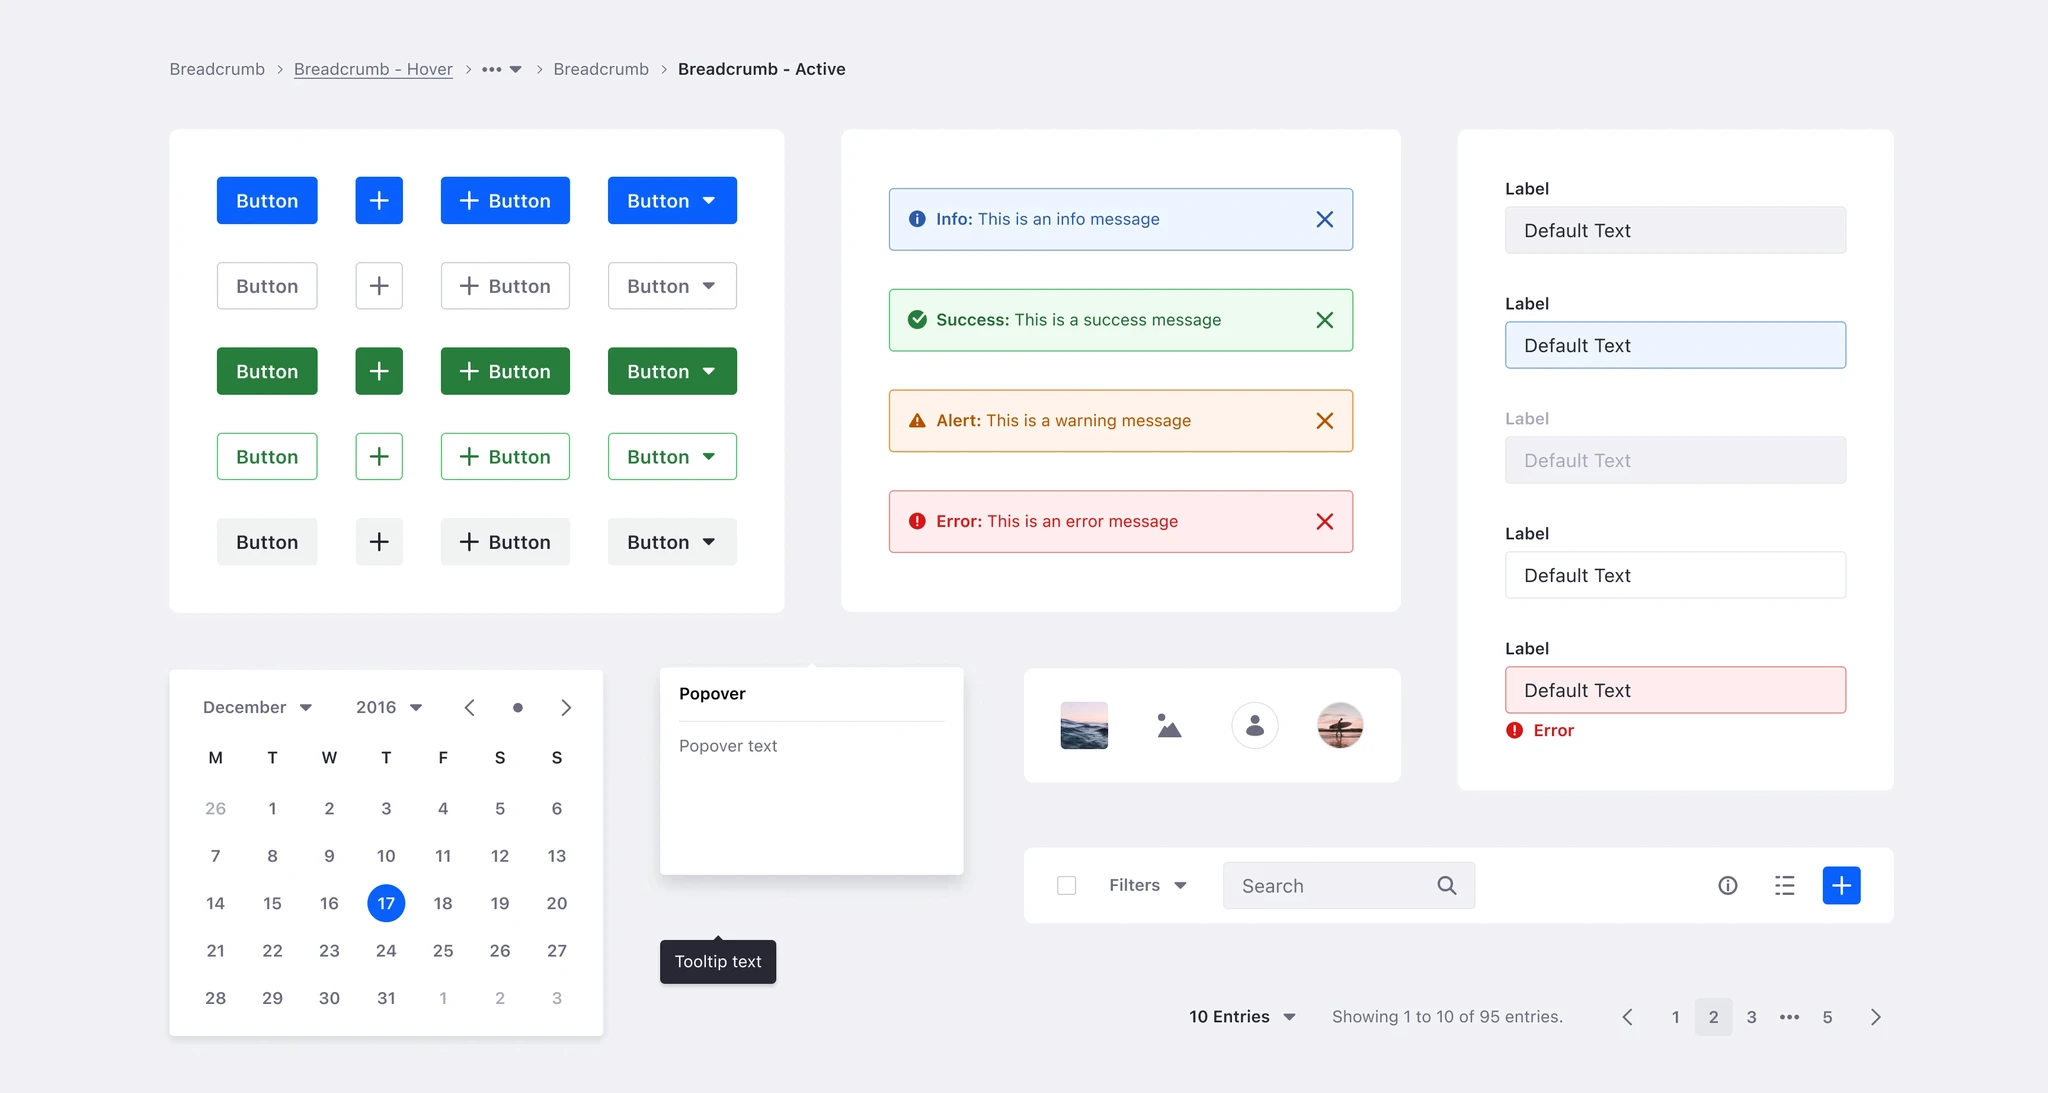 Breadcrumb > Breadcrumb - Hover > ••• > Breadcrumb > Breadcrumb - Active
Button + + Button Button
Button + + Button Button
Button + + Button Button
Button + + Button Button
Button + + Button Button
Info: This is an info message
Success: This is a success message
Alert: This is a warning message
Error: This is an error message
Label
Default Text
Label
Default Text
Label
Default Text
Label
Default Text
Label
Default Text
Error
December 2016
M T W T F S S
26 1 2 3 4 5 6
7 8 9 10 11 12 13
14 15 16 17 18 19 20
21 22 23 24 25 26 27
28 29 30 31 1 2 3
Popover
Popover text
Tooltip text
Filters Search
10 Entries Showing 1 to 10 of 95 entries. 1 2 3 ••• 5